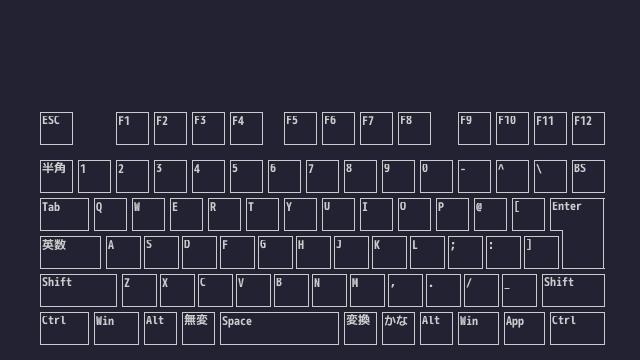 ESC F1 F2 F3 F4 F5 F6 F7 F8 F9 F10 F11 F12
半角 1 2 3 4 5 6 7 8 9 0 - ^ \ BS
Tab Q W E R T Y U I O P @ [ Enter
英数 A S D F G H J K L ; : ]
Shift Z X C V B N M , . / _ Shift
Ctrl Win Alt 無変 Space 変換 かな Alt Win App Ctrl